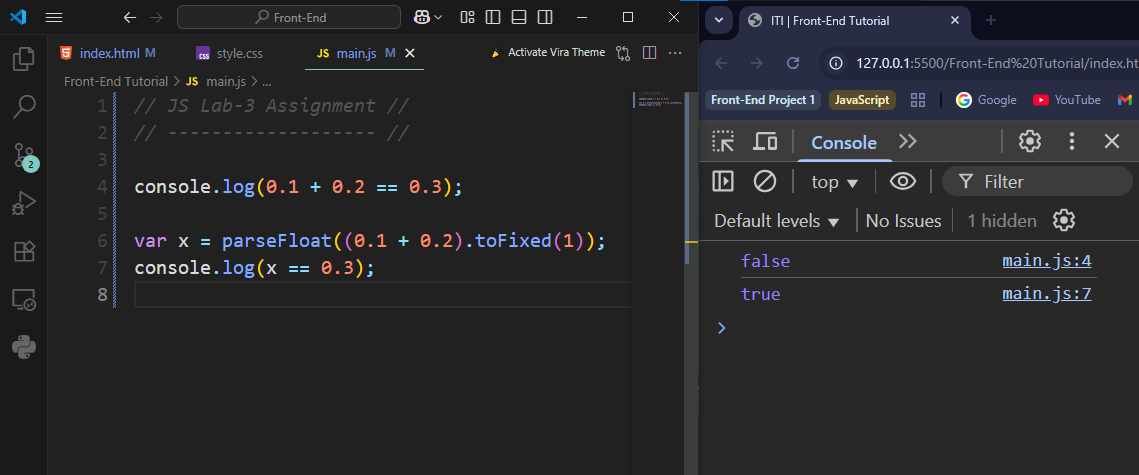 Front-End
index.html M
style.css
JS main.js M
Activate Vira Theme
Front-End Tutorial > JS main.js > ...
1 // JS Lab-3 Assignment //
2 // ------------------- //
3
4 console.log(0.1 + 0.2 == 0.3);
5
6 var x = parseFloat((0.1 + 0.2).toFixed(1));
7 console.log(x == 0.3);
8
2
ITI | Front-End Tutorial
127.0.0.1:5500/Front-End%20Tutorial/index.ht
Front-End Project 1 JavaScript Google YouTube
Console
top Filter
Default levels No Issues 1 hidden
false main.js:4
true main.js:7